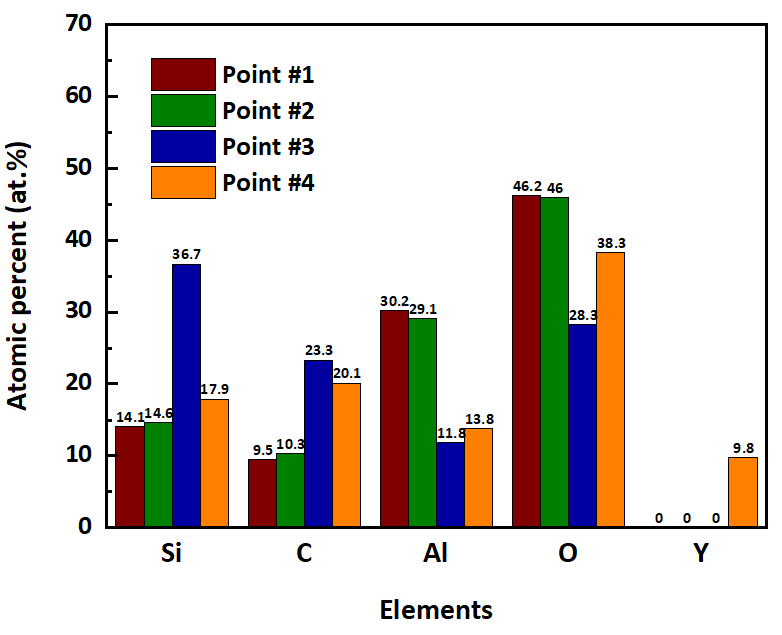 70
60
50
40
30
20
10
0
Atomic percent (at.%)
Point #1
Point #2
Point #3
Point #4
14.1 14.6 36.7 17.9
9.5 10.3 23.3 20.1
30.2 29.1 11.8 13.8
46.2 46 28.3 38.3
0 0 0 9.8
Si C Al O Y
Elements